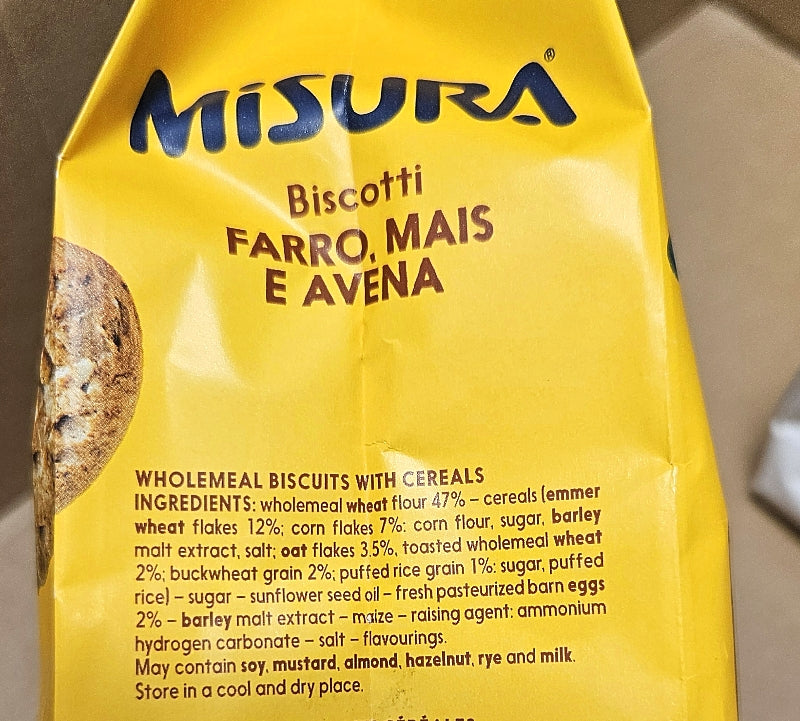 MiSURA®
Biscotti
FARRO, MAIS
E AVENA
WHOLEMEAL BISCUITS WITH CEREALS
INGREDIENTS: wholemeal wheat flour 47% – cereals (emmer
wheat flakes 12%; corn flakes 7%: corn flour, sugar, barley
malt extract, salt; oat flakes 3.5%, toasted wholemeal wheat
2%; buckwheat grain 2%; puffed rice grain 1%: sugar, puffed
rice) – sugar – sunflower seed oil – fresh pasteurized barn eggs
2% – barley malt extract – maize – raising agent: ammonium
hydrogen carbonate – salt – flavourings.
May contain soy, mustard, almond, hazelnut, rye and milk.
Store in a cool and dry place.